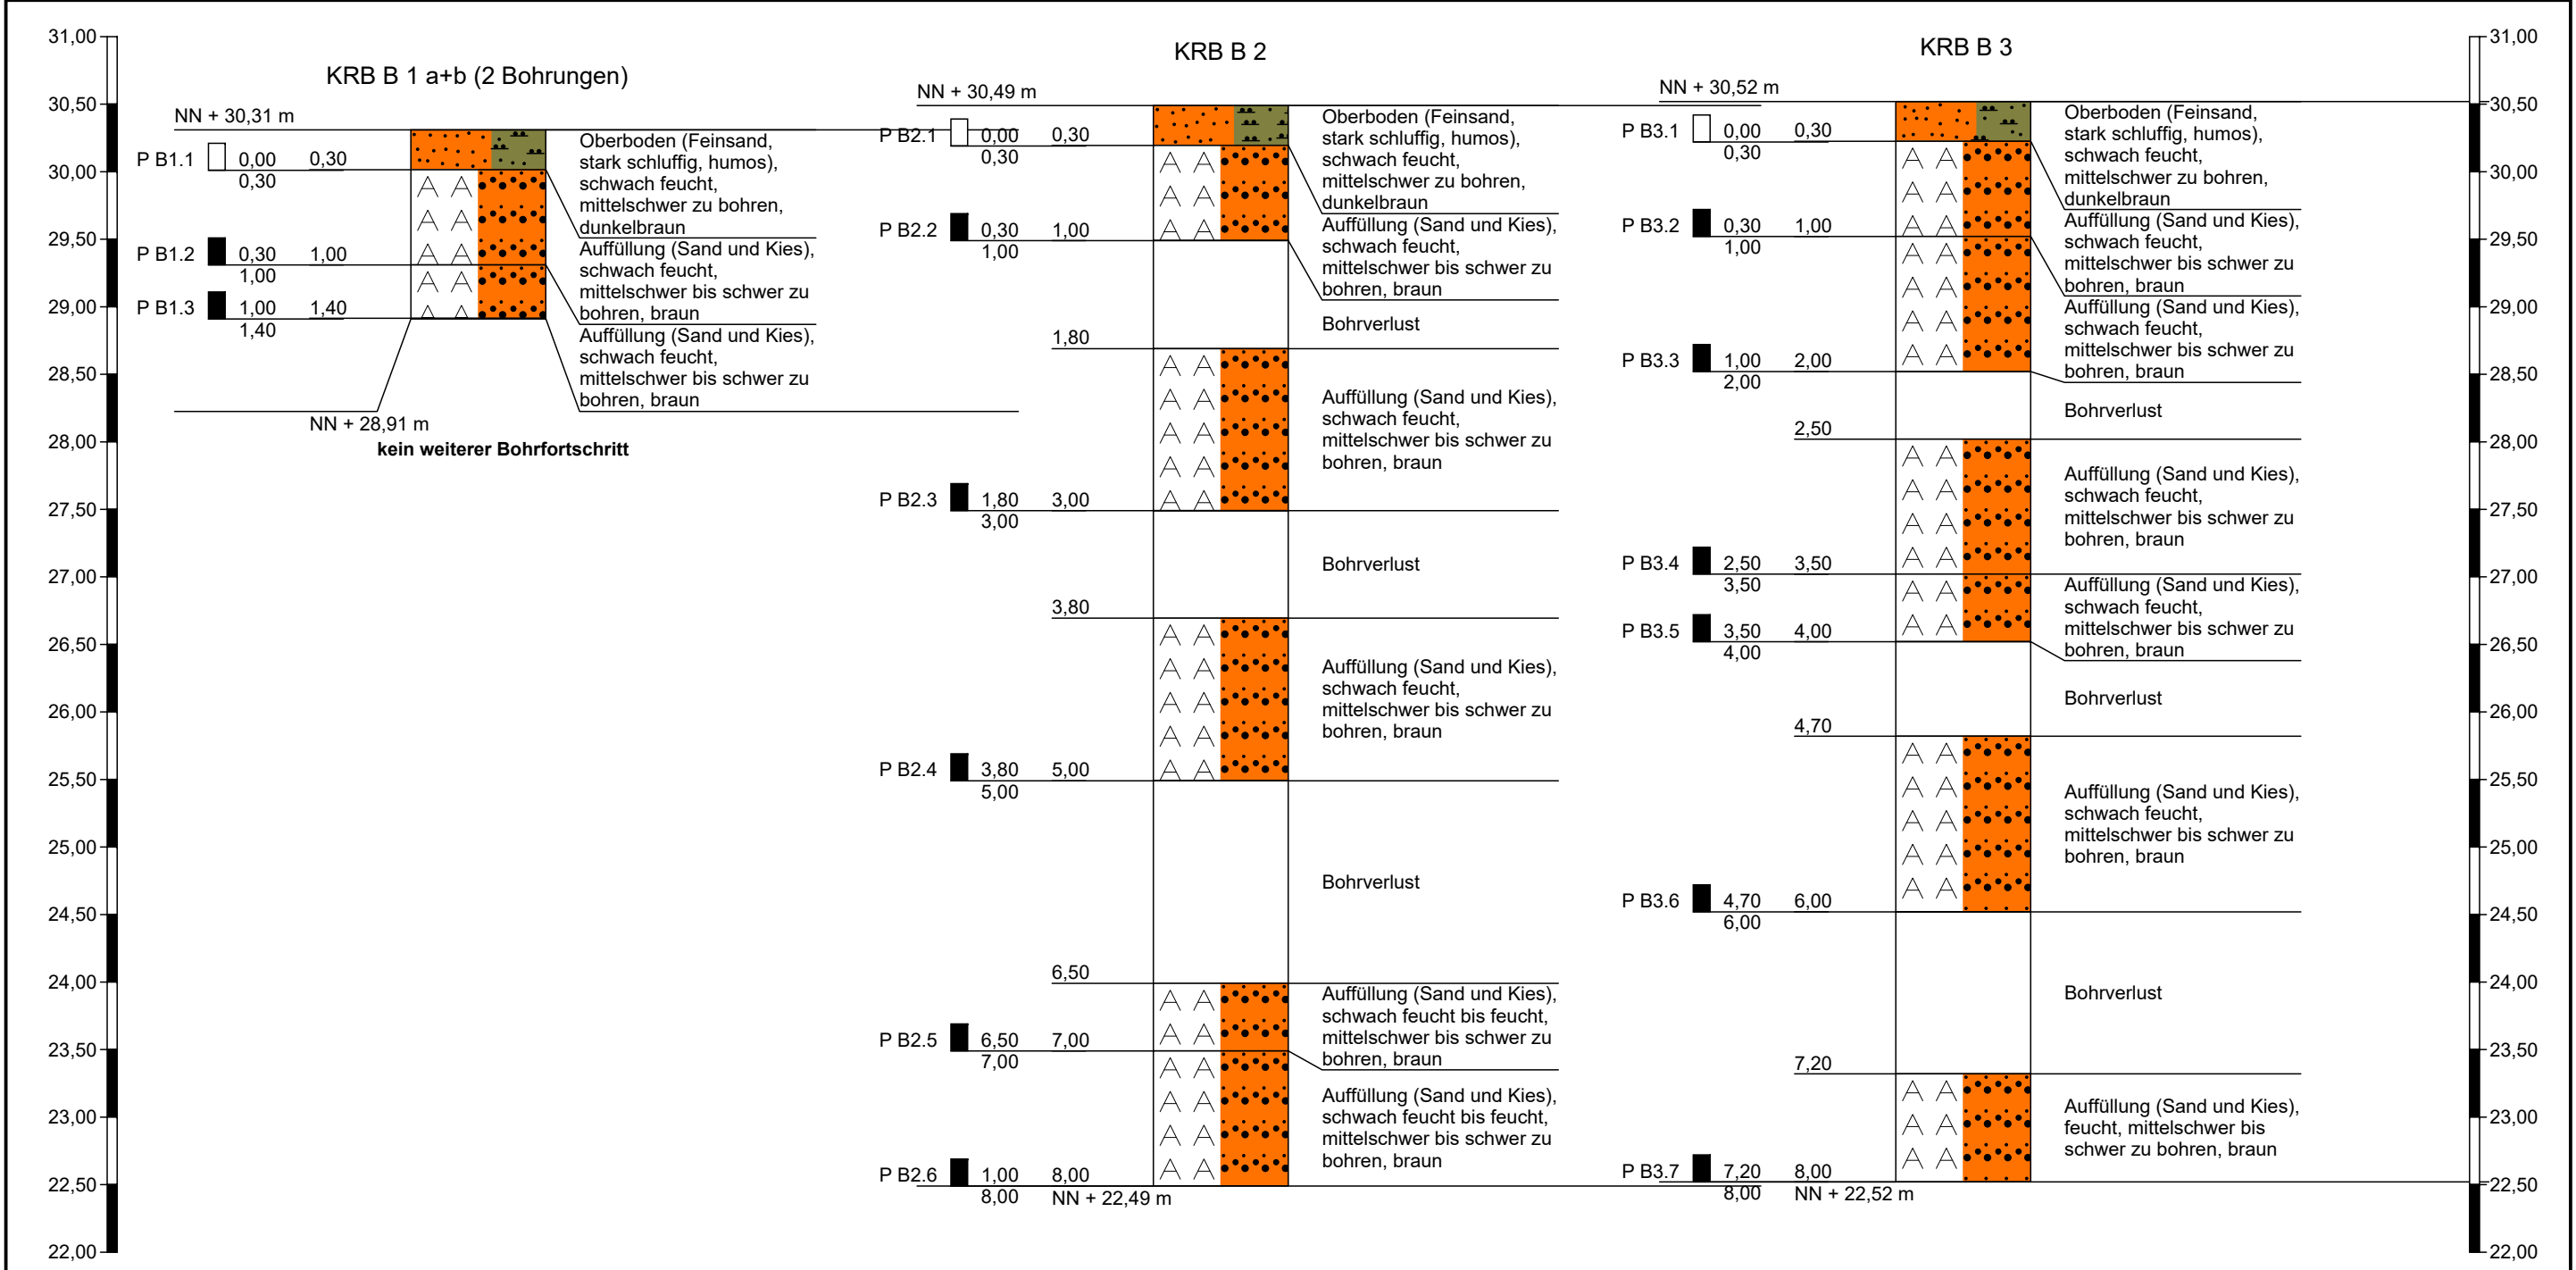 31,00
30,50
30,00
29,50
29,00
28,50
28,00
27,50
27,00
26,50
26,00
25,50
25,00
24,50
24,00
23,50
23,00
22,50
22,00
KRB B 1 a+b (2 Bohrungen)
NN + 30,31 m
P B1.1
0,00 0,30
0,30
Oberboden (Feinsand,
stark schluffig, humos),
schwach feucht,
mittelschwer zu bohren,
dunkelbraun
P B1.2
0,30 1,00
1,00
Auffüllung (Sand und Kies),
schwach feucht,
mittelschwer bis schwer zu
bohren, braun
P B1.3
1,00 1,40
1,40
Auffüllung (Sand und Kies),
schwach feucht,
mittelschwer bis schwer zu
bohren, braun
NN + 28,91 m
kein weiterer Bohrfortschritt
KRB B 2
NN + 30,49 m
P B2.1
0,00 0,30
0,30
Oberboden (Feinsand,
stark schluffig, humos),
schwach feucht,
mittelschwer zu bohren,
dunkelbraun
P B2.2
0,30 1,00
1,00
Auffüllung (Sand und Kies),
schwach feucht,
mittelschwer bis schwer zu
bohren, braun
Bohrverlust
1,80
Auffüllung (Sand und Kies),
schwach feucht,
mittelschwer bis schwer zu
bohren, braun
P B2.3
1,80 3,00
3,00
Bohrverlust
3,80
Auffüllung (Sand und Kies),
schwach feucht,
mittelschwer bis schwer zu
bohren, braun
P B2.4
3,80 5,00
5,00
Bohrverlust
6,50
Auffüllung (Sand und Kies),
schwach feucht bis feucht,
mittelschwer bis schwer zu
bohren, braun
P B2.5
6,50 7,00
7,00
Auffüllung (Sand und Kies),
schwach feucht bis feucht,
mittelschwer bis schwer zu
bohren, braun
P B2.6
1,00 8,00
8,00
NN + 22,49 m
KRB B 3
NN + 30,52 m
P B3.1
0,00 0,30
0,30
Oberboden (Feinsand,
stark schluffig, humos),
schwach feucht,
mittelschwer zu bohren,
dunkelbraun
P B3.2
0,30 1,00
1,00
Auffüllung (Sand und Kies),
schwach feucht,
mittelschwer bis schwer zu
bohren, braun
P B3.3
1,00 2,00
2,00
Auffüllung (Sand und Kies),
schwach feucht,
mittelschwer bis schwer zu
bohren, braun
Bohrverlust
2,50
Auffüllung (Sand und Kies),
schwach feucht,
mittelschwer bis schwer zu
bohren, braun
P B3.4
2,50 3,50
3,50
Auffüllung (Sand und Kies),
schwach feucht,
mittelschwer bis schwer zu
bohren, braun
P B3.5
3,50 4,00
4,00
Bohrverlust
4,70
Auffüllung (Sand und Kies),
schwach feucht,
mittelschwer bis schwer zu
bohren, braun
P B3.6
4,70 6,00
6,00
Bohrverlust
7,20
Auffüllung (Sand und Kies),
feucht, mittelschwer bis
schwer zu bohren, braun
P B3.7
7,20 8,00
8,00
NN + 22,52 m
31,00
30,50
30,00
29,50
29,00
28,50
28,00
27,50
27,00
26,50
26,00
25,50
25,00
24,50
24,00
23,50
23,00
22,50
22,00